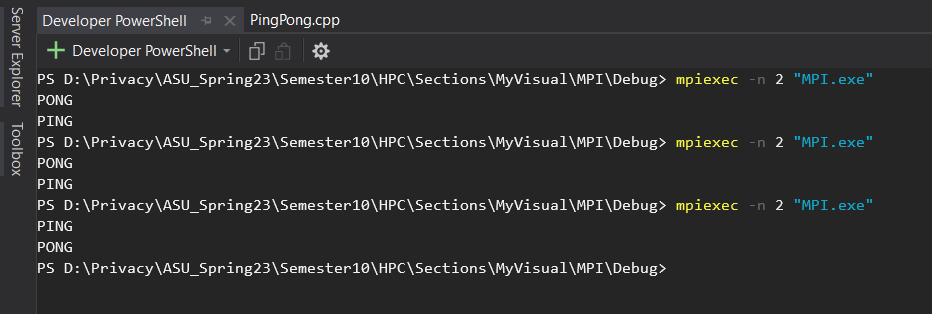 Server Explorer
Toolbox
Developer PowerShell
PingPong.cpp
Developer PowerShell
PS D:\Privacy\ASU_Spring23\Semester10\HPC\Sections\MyVisual\MPI\Debug> mpiexec -n 2 "MPI.exe"
PONG
PING
PS D:\Privacy\ASU_Spring23\Semester10\HPC\Sections\MyVisual\MPI\Debug> mpiexec -n 2 "MPI.exe"
PONG
PING
PS D:\Privacy\ASU_Spring23\Semester10\HPC\Sections\MyVisual\MPI\Debug> mpiexec -n 2 "MPI.exe"
PING
PONG
PS D:\Privacy\ASU_Spring23\Semester10\HPC\Sections\MyVisual\MPI\Debug>